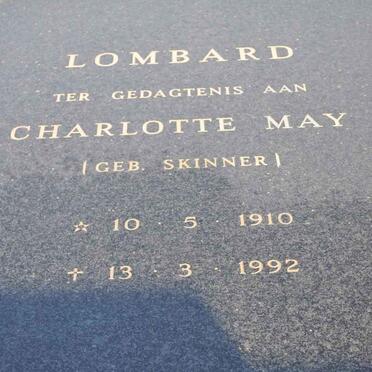 LOMBARD
TER GEDAGTENIS AAN
CHARLOTTE MAY
(GEB. SKINNER)
☆ 10 · 5 · 1910
✝ 13 · 3 · 1992